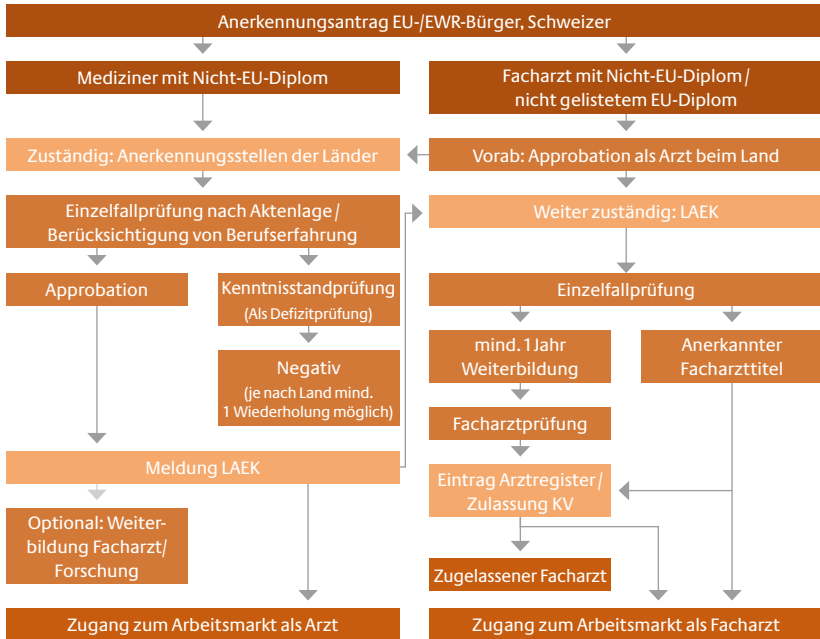 Anerkennungsantrag EU-/EWR-Bürger, Schweizer
Mediziner mit Nicht-EU-Diplom
Facharzt mit Nicht-EU-Diplom /
nicht gelistetem EU-Diplom
Zuständig: Anerkennungsstellen der Länder
Vorab: Approbation als Arzt beim Land
Einzelfallprüfung nach Aktenlage /
Berücksichtigung von Berufserfahrung
Weiter zuständig: LAEK
Approbation
Kenntnisstandprüfung
(Als Defizitprüfung)
Einzelfallprüfung
Negativ
(je nach Land mind.
1 Wiederholung möglich)
mind. 1 Jahr
Weiterbildung
Anerkannter
Facharzttitel
Facharztprüfung
Meldung LAEK
Eintrag Arztregister /
Zulassung KV
Optional: Weiter-
bildung Facharzt/
Forschung
Zugelassener Facharzt
Zugang zum Arbeitsmarkt als Arzt
Zugang zum Arbeitsmarkt als Facharzt